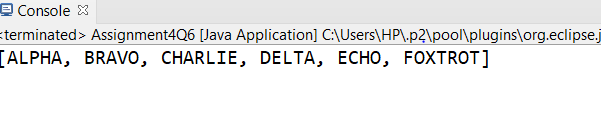 Console
<terminated> Assignment4Q6 [Java Application] C:\Users\HP\.p2\pool\plugins\org.eclipse.j
[ALPHA, BRAVO, CHARLIE, DELTA, ECHO, FOXTROT]